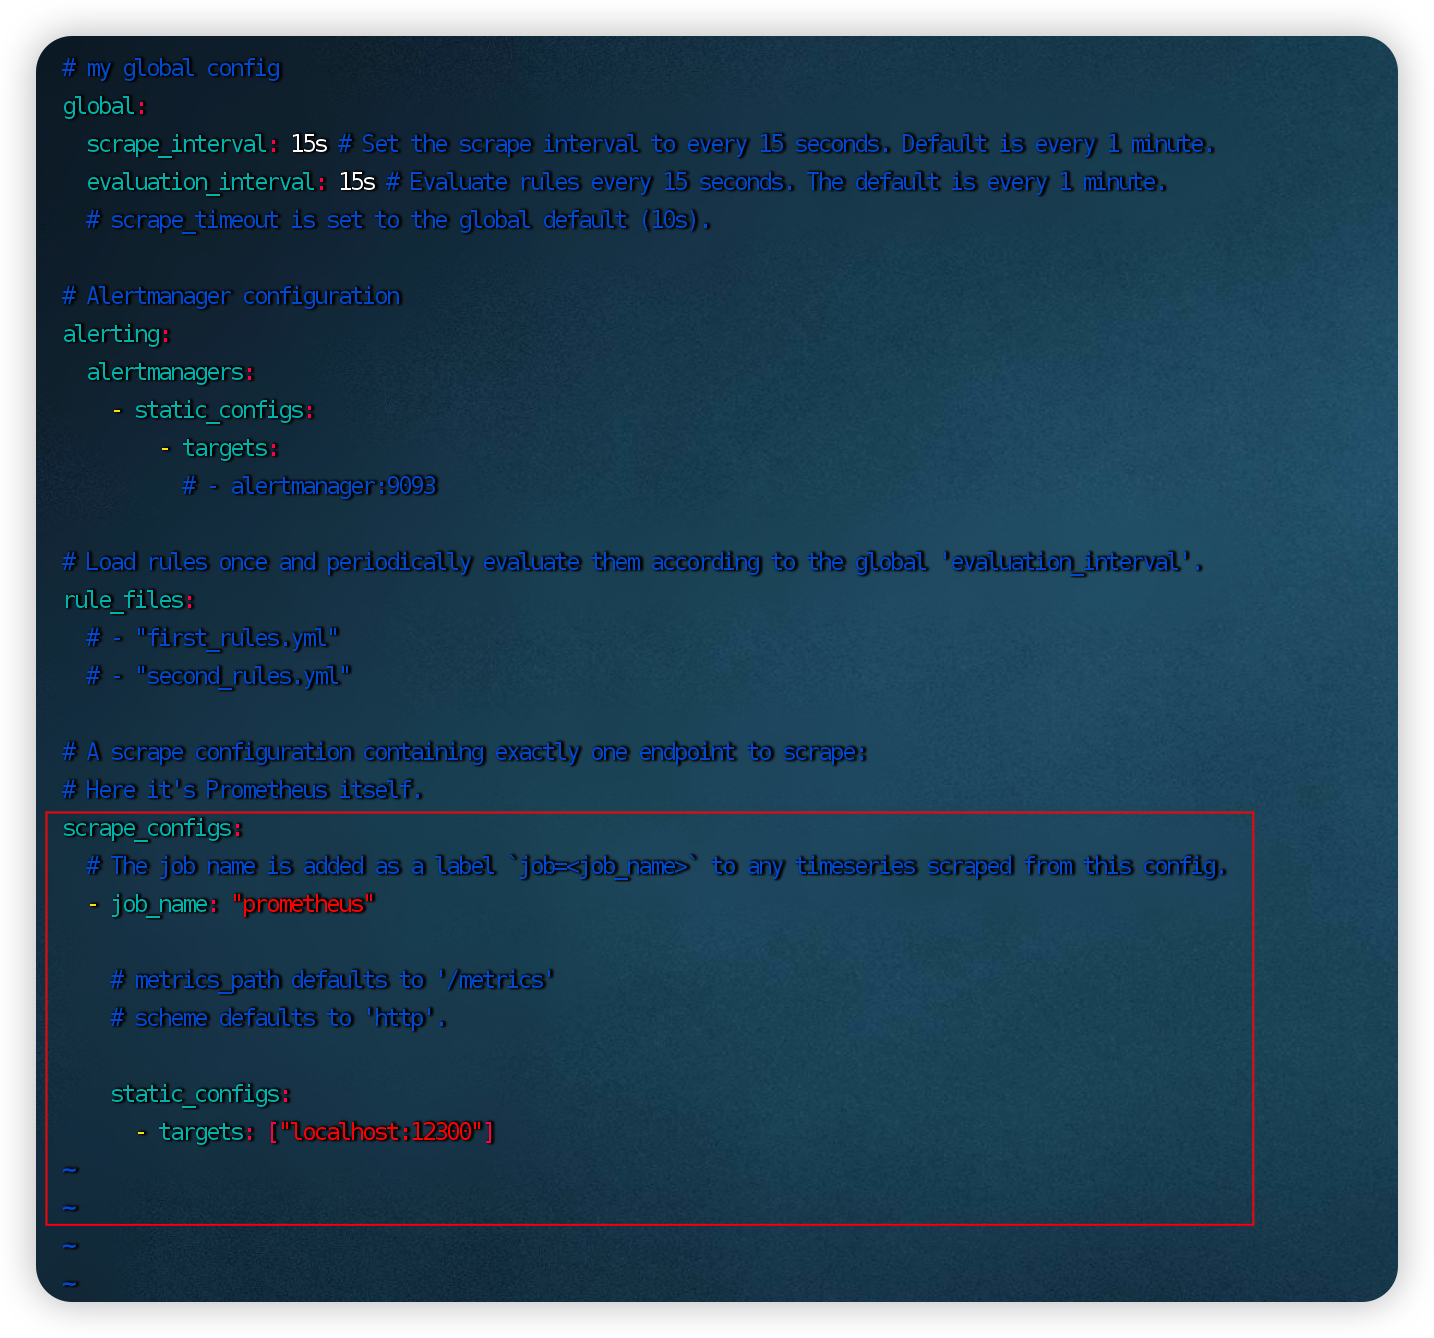 # my global config
global:
  scrape_interval: 15s # Set the scrape interval to every 15 seconds. Default is every 1 minute.
  evaluation_interval: 15s # Evaluate rules every 15 seconds. The default is every 1 minute.
  # scrape_timeout is set to the global default (10s).

# Alertmanager configuration
alerting:
  alertmanagers:
    - static_configs:
        - targets:
          # - alertmanager:9093

# Load rules once and periodically evaluate them according to the global 'evaluation_interval'.
rule_files:
  # - "first_rules.yml"
  # - "second_rules.yml"

# A scrape configuration containing exactly one endpoint to scrape:
# Here it's Prometheus itself.
scrape_configs:
  # The job name is added as a label `job=<job_name>` to any timeseries scraped from this config.
  - job_name: "prometheus"

    # metrics_path defaults to '/metrics'
    # scheme defaults to 'http'.

    static_configs:
      - targets: ["localhost:12300"]
~
~
~
~